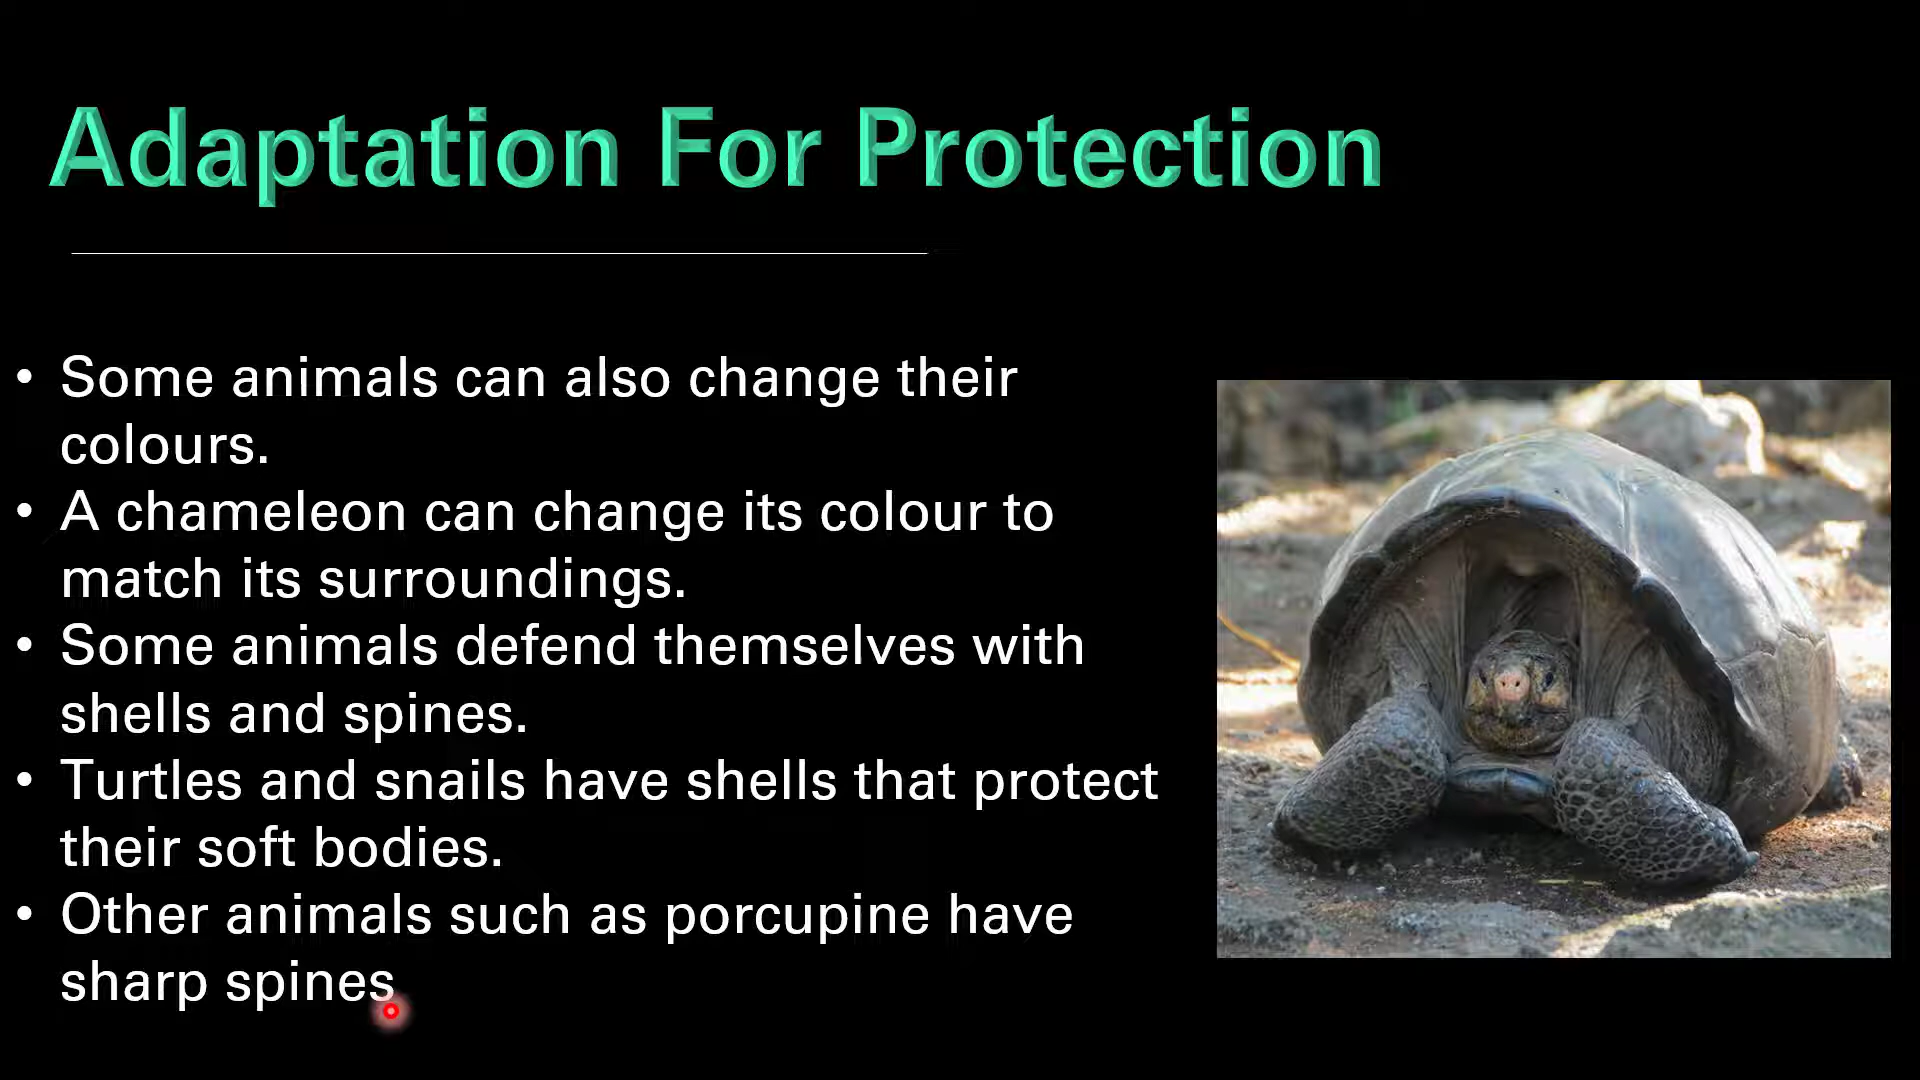 Adaptation For Protection
• Some animals can also change their
colours.
• A chameleon can change its colour to
match its surroundings.
• Some animals defend themselves with
shells and spines.
• Turtles and snails have shells that protect
their soft bodies.
• Other animals such as porcupine have
sharp spines